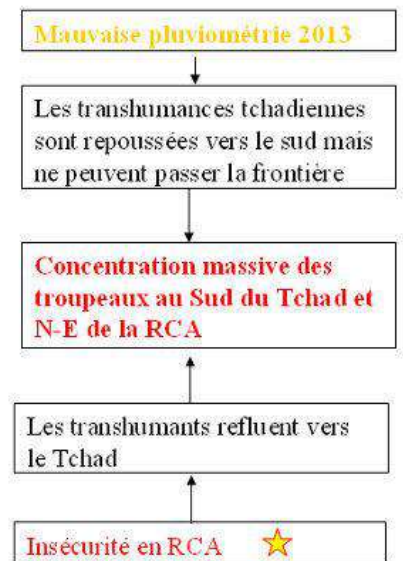 Mauvaise pluviométrie 2013
Les transhumances tchadiennes
sont repoussées vers le sud mais
ne peuvent passer la frontière
Concentration massive des
troupeaux au Sud du Tchad et
N-E de la RCA
Les transhumants refluent vers
le Tchad
Insécurité en RCA